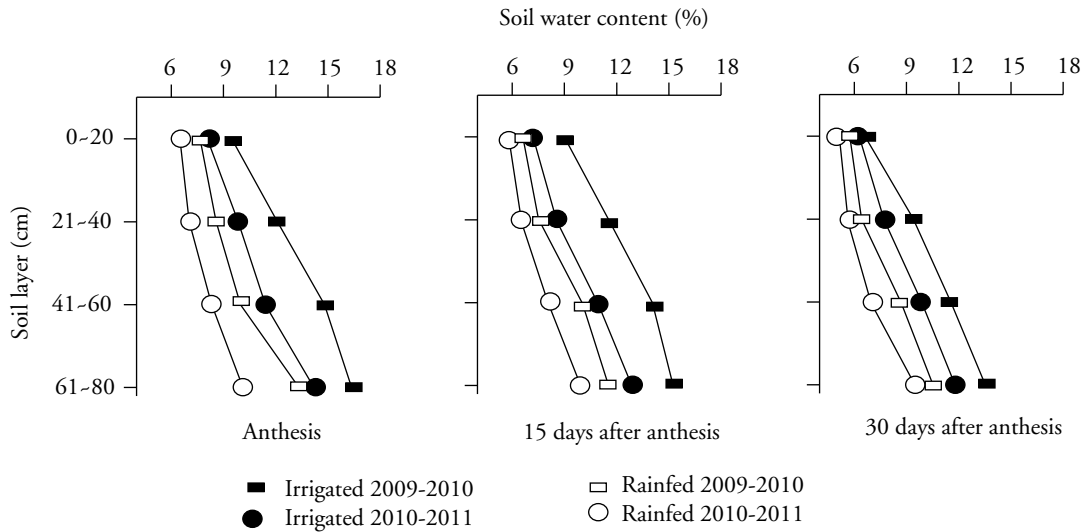 Soil water content (%)
6 9 12 15 18 6 9 12 15 18 6 9 12 15 18
Soil layer (cm)
0~20
21~40
41~60
61~80
Anthesis 15 days after anthesis 30 days after anthesis
Irrigated 2009-2010 Rainfed 2009-2010
Irrigated 2010-2011 Rainfed 2010-2011